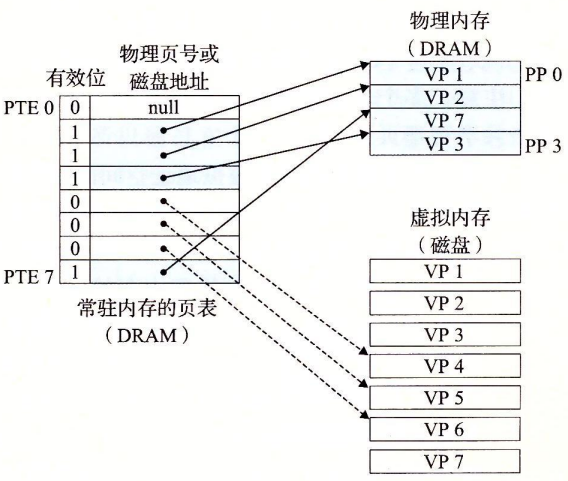 物理页号或
有效位 磁盘地址
PTE 0 0 null
1
1
1
0
0
0
PTE 7 1
常驻内存的页表
（DRAM）
物理内存
（DRAM）
VP 1 PP 0
VP 2
VP 7
VP 3 PP 3
虚拟内存
（磁盘）
VP 1
VP 2
VP 3
VP 4
VP 5
VP 6
VP 7